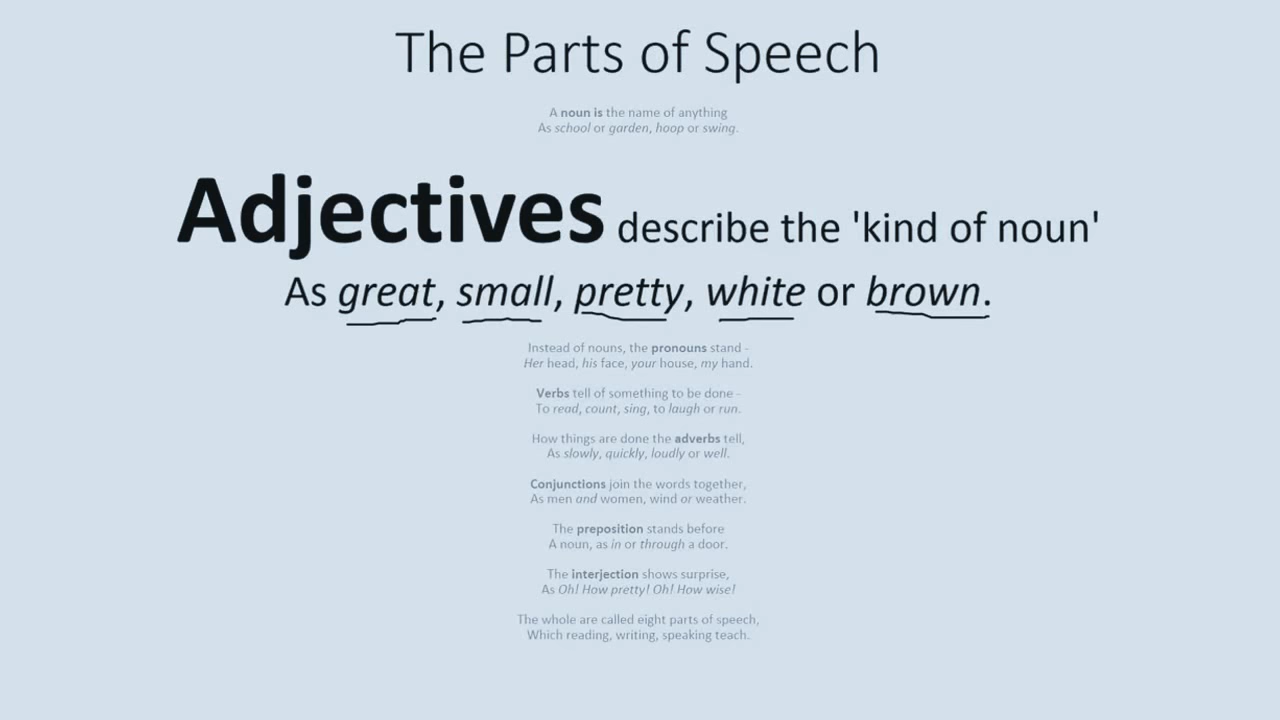 The Parts of Speech
A noun is the name of anything
As school or garden, hoop or swing.
Adjectives describe the 'kind of noun'
As great, small, pretty, white or brown.
Instead of nouns, the pronouns stand -
Her head, his face, your house, my hand.
Verbs tell of something to be done -
To read, count, sing, to laugh or run.
How things are done the adverbs tell,
As slowly, quickly, loudly or well.
Conjunctions join the words together,
As men and women, wind or weather.
The preposition stands before
A noun, as in or through a door.
The interjection shows surprise,
As Oh! How pretty! Oh! How wise!
The whole are called eight parts of speech,
Which reading, writing, speaking teach.